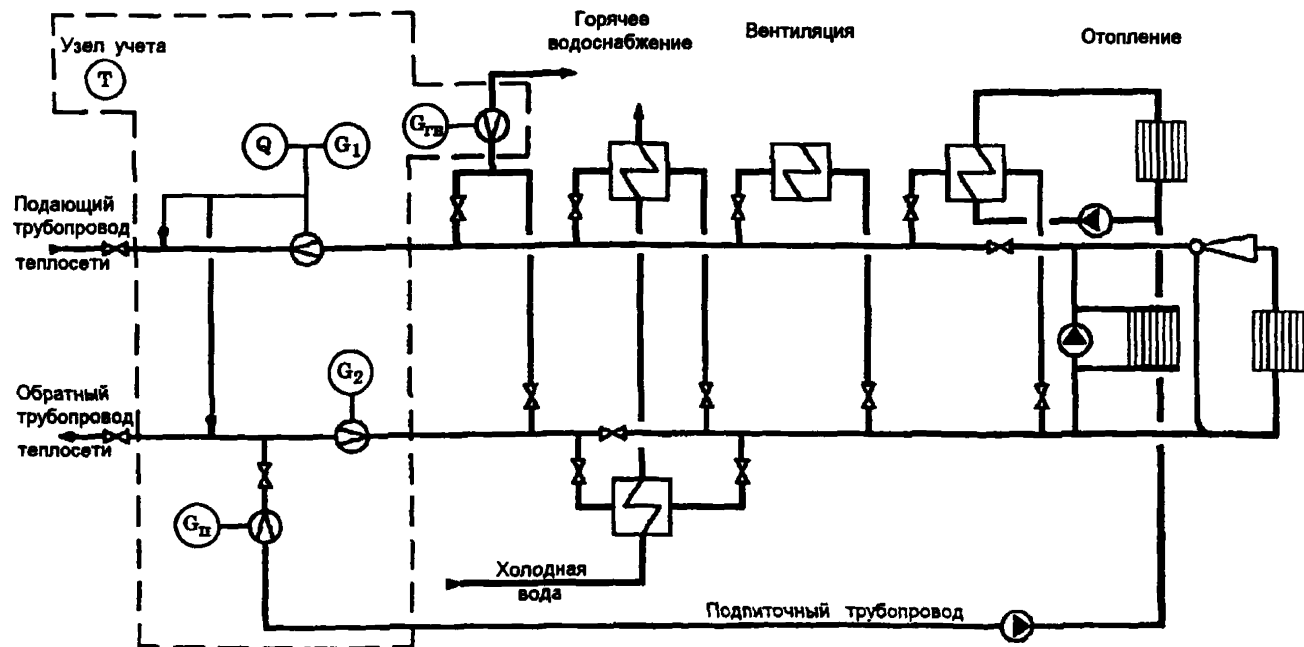 Узел учета
T
Горячее
водоснабжение
Вентиляция
Отопление
Gгв
Q
G1
Подающий
трубопровод
теплосети
G2
Обратный
трубопровод
теплосети
Gп
Холодная
вода
Подпиточный трубопровод